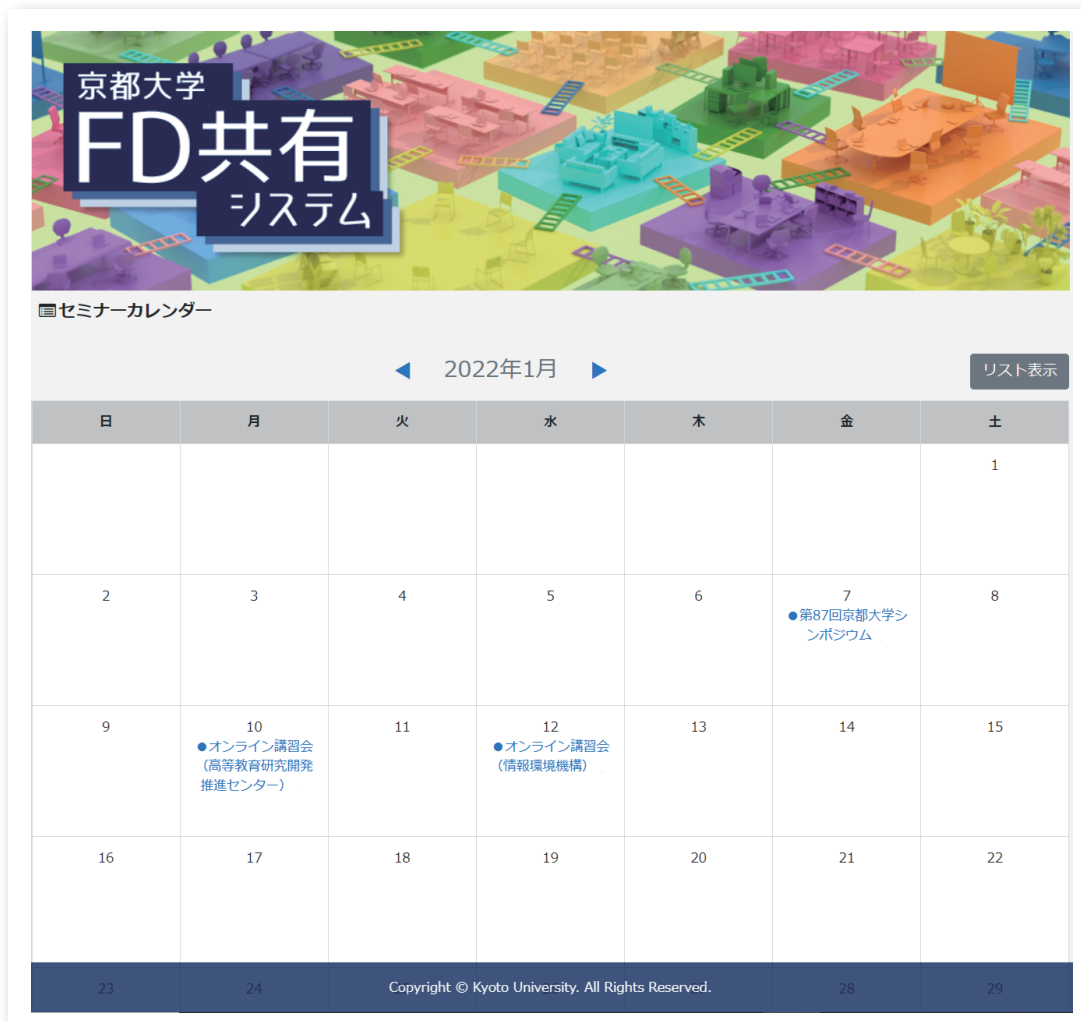 京都大学
FD共有
システム
セミナーカレンダー
◀ 2022年1月 ▶
リスト表示
日 月 火 水 木 金 土
1
2 3 4 5 6 7 8
●第87回京都大学シ
ンポジウム
9 10 11 12 13 14 15
●オンライン講習会
（高等教育研究開発
推進センター）
●オンライン講習会
（情報環境機構）
16 17 18 19 20 21 22
23 24 28 29
Copyright © Kyoto University. All Rights Reserved.